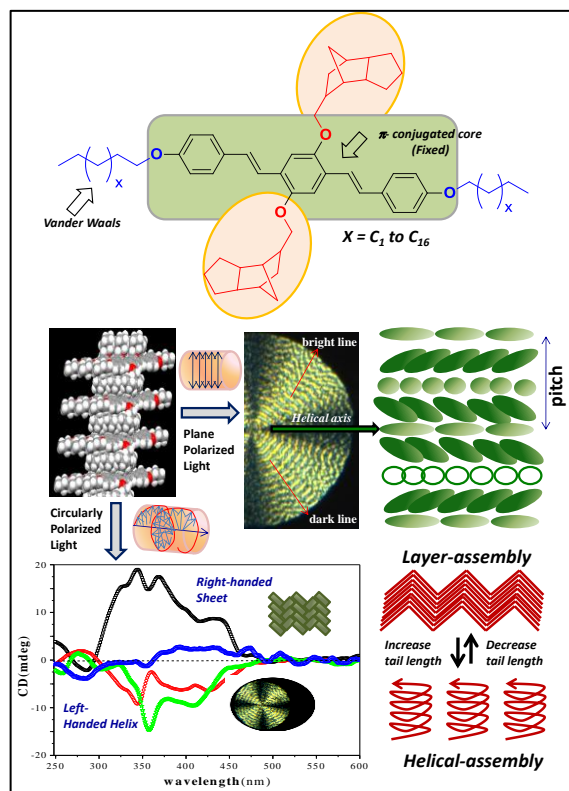 O
π- conjugated core
(Fixed)
O
O
x
x
O
Vander Waals
X = C1 to C16
Plane
Polarized
Light
bright line
Helical axis
dark line
pitch
Circularly
Polarized
Light
Layer-assembly
Increase
tail length
Decrease
tail length
Helical-assembly
Right-handed
Sheet
Left-
Handed Helix
CD(mdeg)
20
10
0
-10
-20
250 300 350 400 450 500 550 600
wavelength(nm)